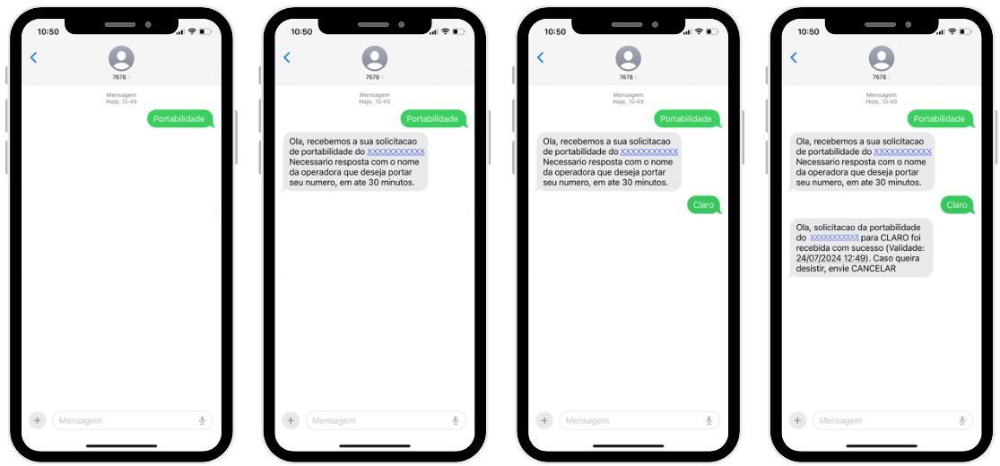 10:50
7678
Mensagem
Hoje, 10:49
Portabilidade
Mensagem
10:50
7678
Mensagem
Hoje, 10:49
Portabilidade
Ola, recebemos a sua solicitacao
de portabilidade do XXXXXXXXXXX
Necessario resposta com o nome
da operadora que deseja portar
seu numero, em ate 30 minutos.
Mensagem
10:50
7678
Mensagem
Hoje, 10:49
Portabilidade
Ola, recebemos a sua solicitacao
de portabilidade do XXXXXXXXXXX
Necessario resposta com o nome
da operadora que deseja portar
seu numero, em ate 30 minutos.
Claro
Mensagem
10:50
7678
Mensagem
Hoje, 10:49
Portabilidade
Ola, recebemos a sua solicitacao
de portabilidade do XXXXXXXXXXX
Necessario resposta com o nome
da operadora que deseja portar
seu numero, em ate 30 minutos.
Claro
Ola, solicitacao da portabilidade
do XXXXXXXXXXX para CLARO foi
recebida com sucesso (Validade:
24/07/2024 12:49). Caso queira
desistir, envie CANCELAR
Mensagem